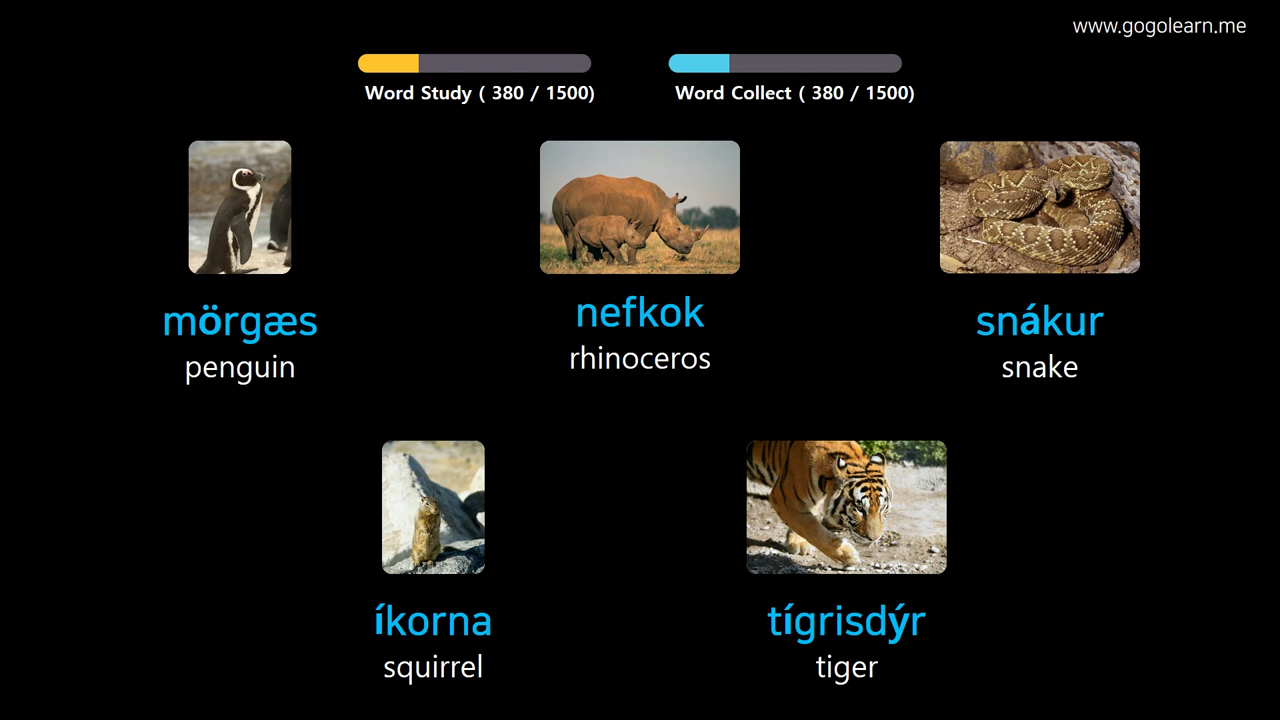 www.gogolearn.me
Word Study ( 380 / 1500)
Word Collect ( 380 / 1500)
mörgæs
penguin
nefkok
rhinoceros
snákur
snake
íkorna
squirrel
tígrisdýr
tiger